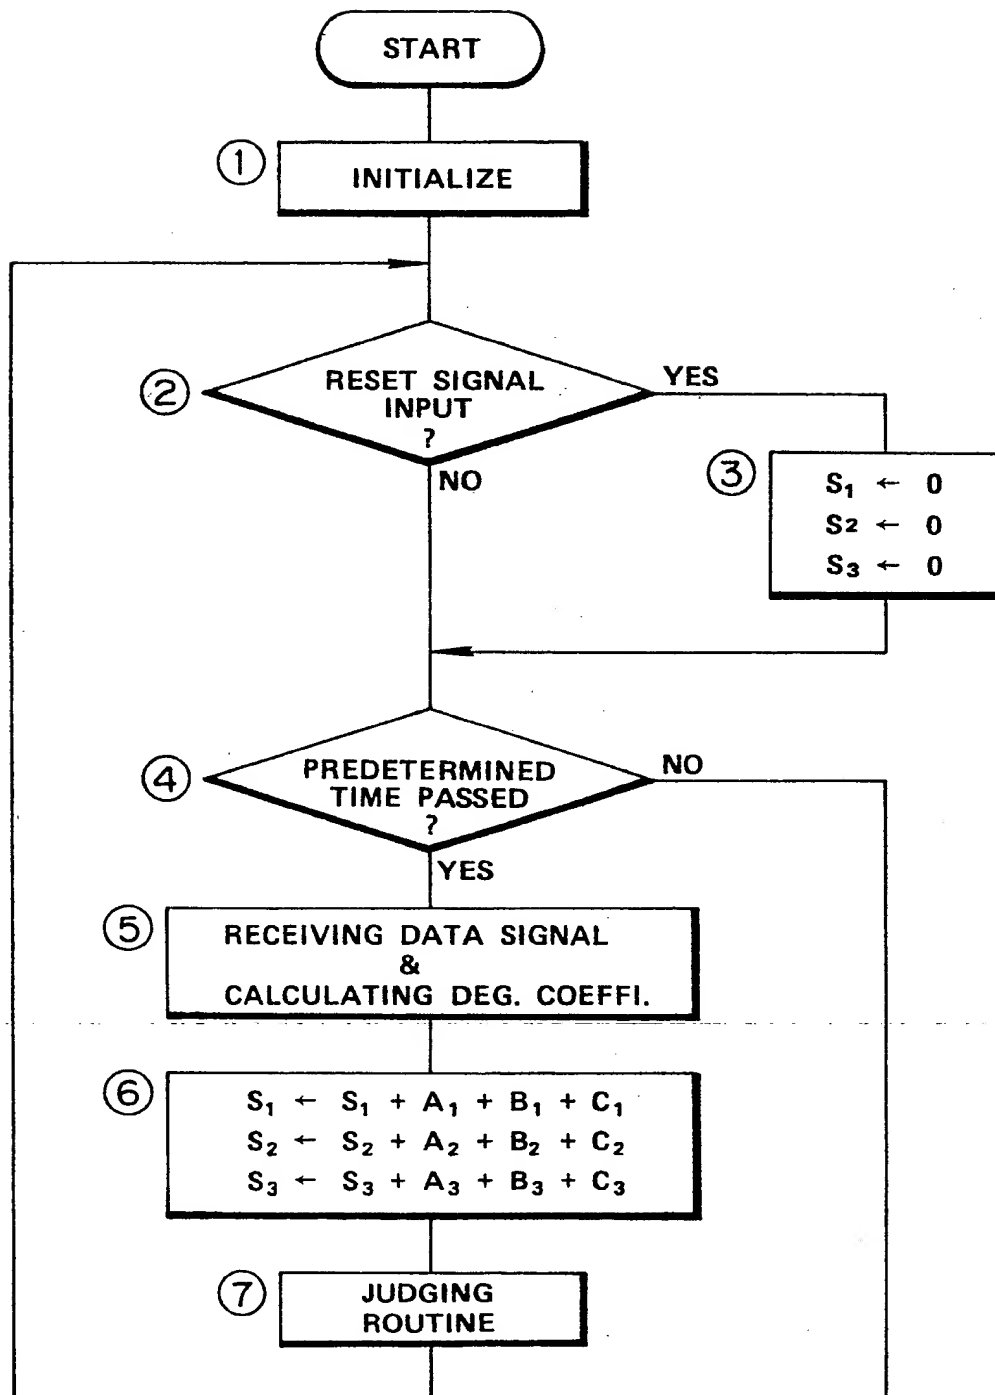 START
① INITIALIZE
② RESET SIGNAL
INPUT
?
YES
NO
③ S₁ ← 0
S₂ ← 0
S₃ ← 0
④ PREDETERMINED
TIME PASSED
?
NO
YES
⑤ RECEIVING DATA SIGNAL
&
CALCULATING DEG. COEFFI.
⑥ S₁ ← S₁ + A₁ + B₁ + C₁
S₂ ← S₂ + A₂ + B₂ + C₂
S₃ ← S₃ + A₃ + B₃ + C₃
⑦ JUDGING
ROUTINE